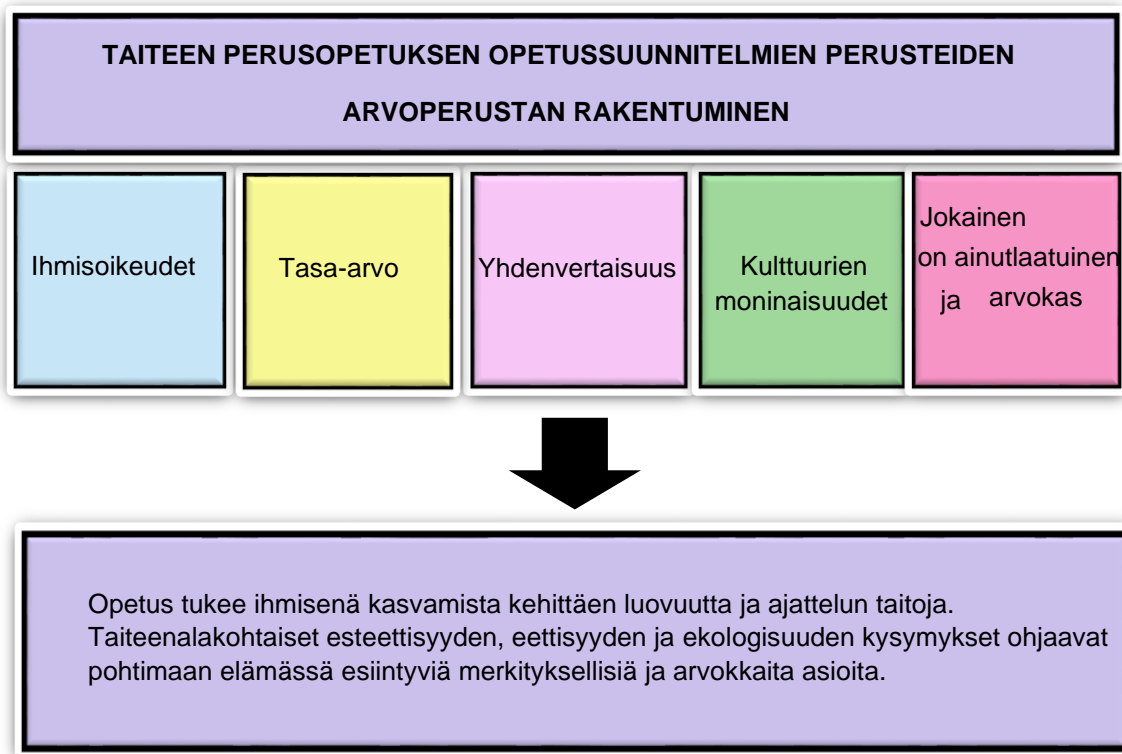 TAITEEN PERUSOPETUKSEN OPETUSSUUNNITELMIEN PERUSTEIDEN
ARVOPERUSTAN RAKENTUMINEN
Ihmisoikeudet
Tasa-arvo
Yhdenvertaisuus
Kulttuurien
moninaisuudet
Jokainen
on ainutlaatuinen
ja arvokas
Opetus tukee ihmisenä kasvamista kehittäen luovuutta ja ajattelun taitoja.
Taiteenalakohtaiset esteettisyyden, eettisyyden ja ekologisuuden kysymykset ohjaavat
pohtimaan elämässä esiintyviä merkityksellisiä ja arvokkaita asioita.